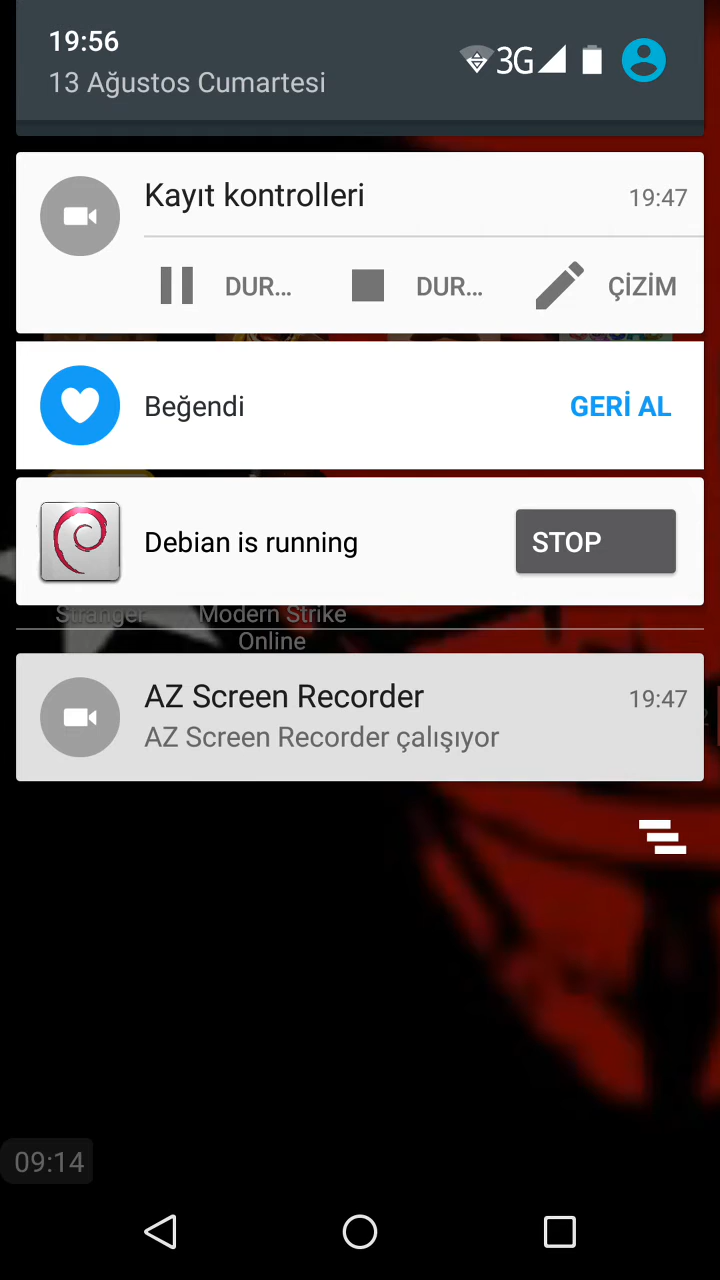 19:56
13 Ağustos Cumartesi
3G
Kayıt kontrolleri
19:47
DUR...
DUR...
ÇİZİM
Beğendi
GERİ AL
Debian is running
STOP
Stranger
Modern Strike
Online
AZ Screen Recorder
19:47
AZ Screen Recorder çalışıyor
09:14